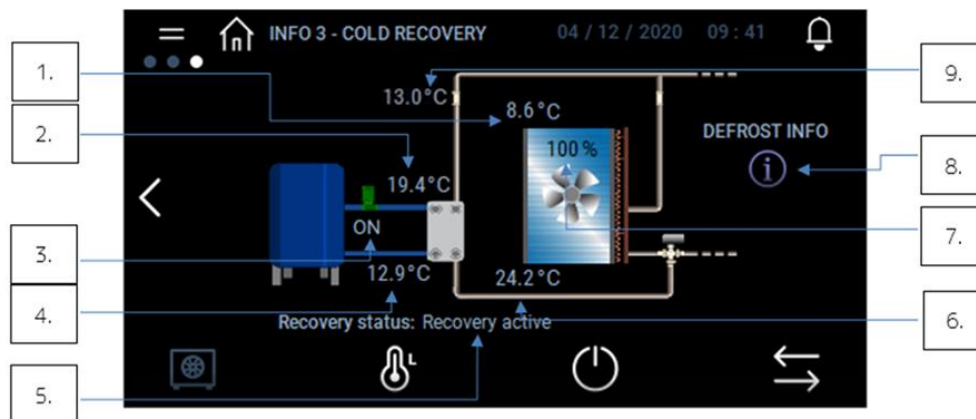 INFO 3 - COLD RECOVERY 04 / 12 / 2020 09 : 41
1.
9.
13.0°C
8.6°C
2.
DEFROST INFO
100 %
i
8.
19.4°C
ON
3.
7.
12.9°C
24.2°C
4.
6.
Recovery status: Recovery active
L
5.